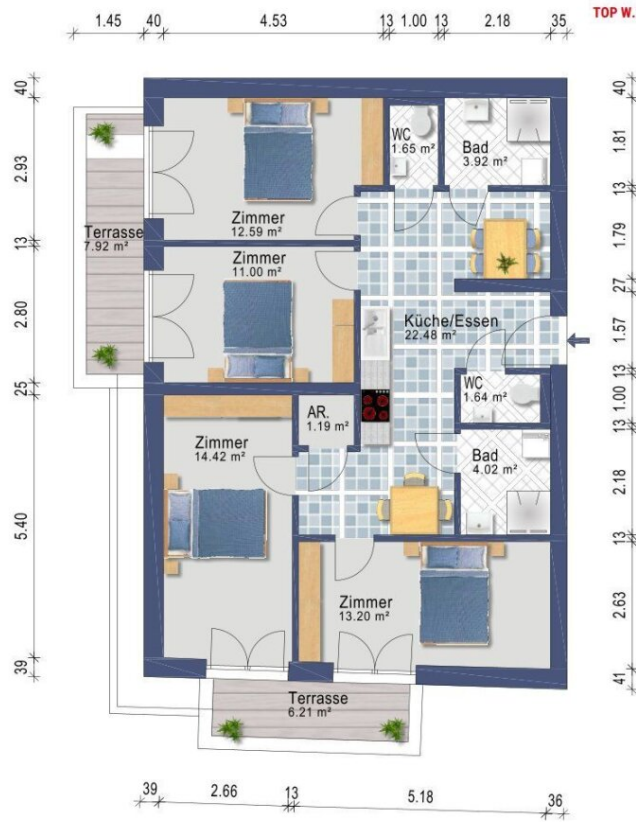 TOP W.
1.45 40 4.53 13 1.00 13 2.18 35
40
2.93
13
2.80
25
5.40
39
40
1.81
13
1.79
27
1.57
13
1.00
13
2.18
13
2.63
41
WC
1.65 m²
Bad
3.92 m²
Zimmer
12.59 m²
Terrasse
7.92 m²
Zimmer
11.00 m²
Küche/Essen
22.48 m²
WC
1.64 m²
AR.
1.19 m²
Zimmer
14.42 m²
Bad
4.02 m²
Zimmer
13.20 m²
Terrasse
6.21 m²
39 2.66 13 5.18 36